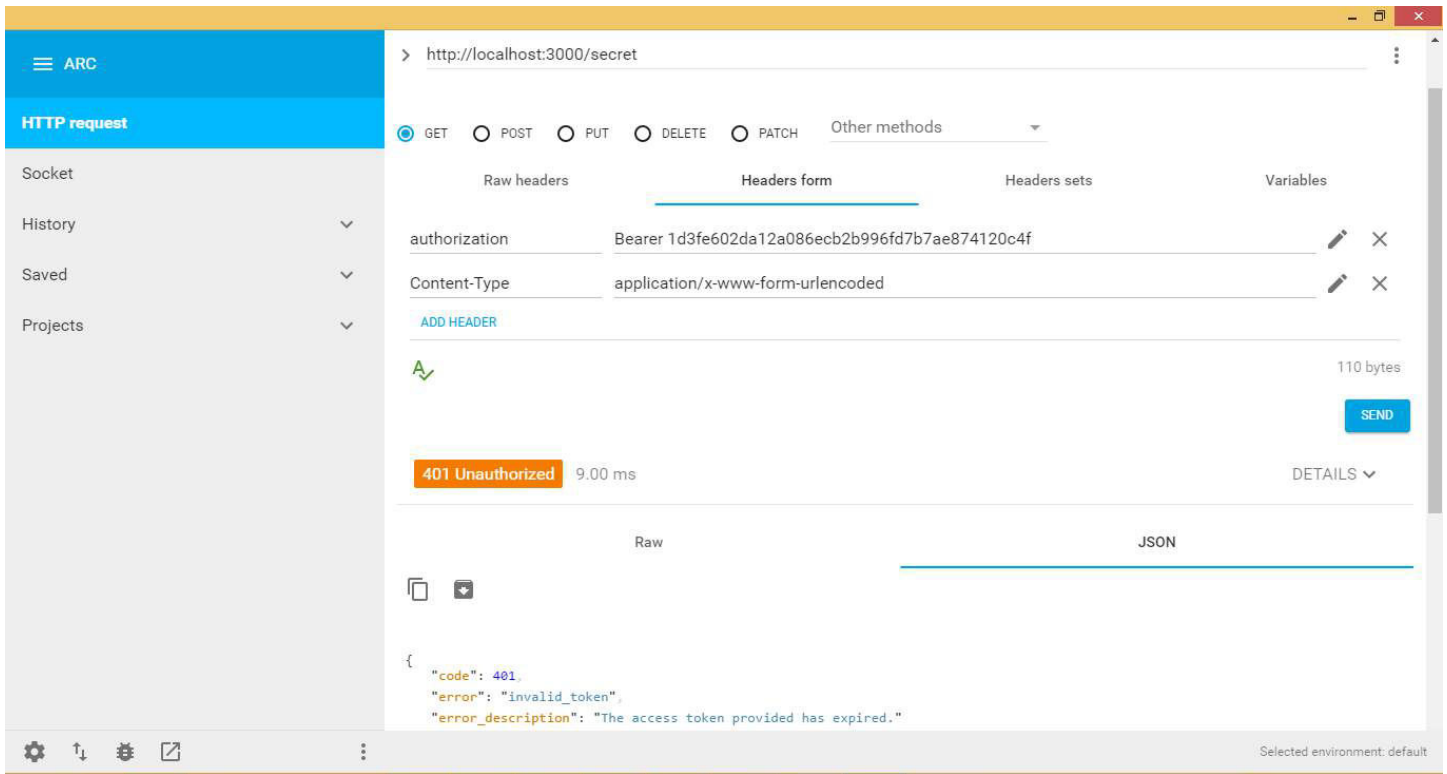 ARC
http://localhost:3000/secret
HTTP request
GET POST PUT DELETE PATCH Other methods
Socket
Raw headers Headers form Headers sets Variables
History
authorization Bearer 1d3fe602da12a086ecb2b996fd7b7ae874120c4f
Saved
Content-Type application/x-www-form-urlencoded
Projects
ADD HEADER
110 bytes
SEND
401 Unauthorized 9.00 ms DETAILS
Raw JSON
{
"code": 401,
"error": "invalid_token",
"error_description": "The access token provided has expired."
Selected environment: default